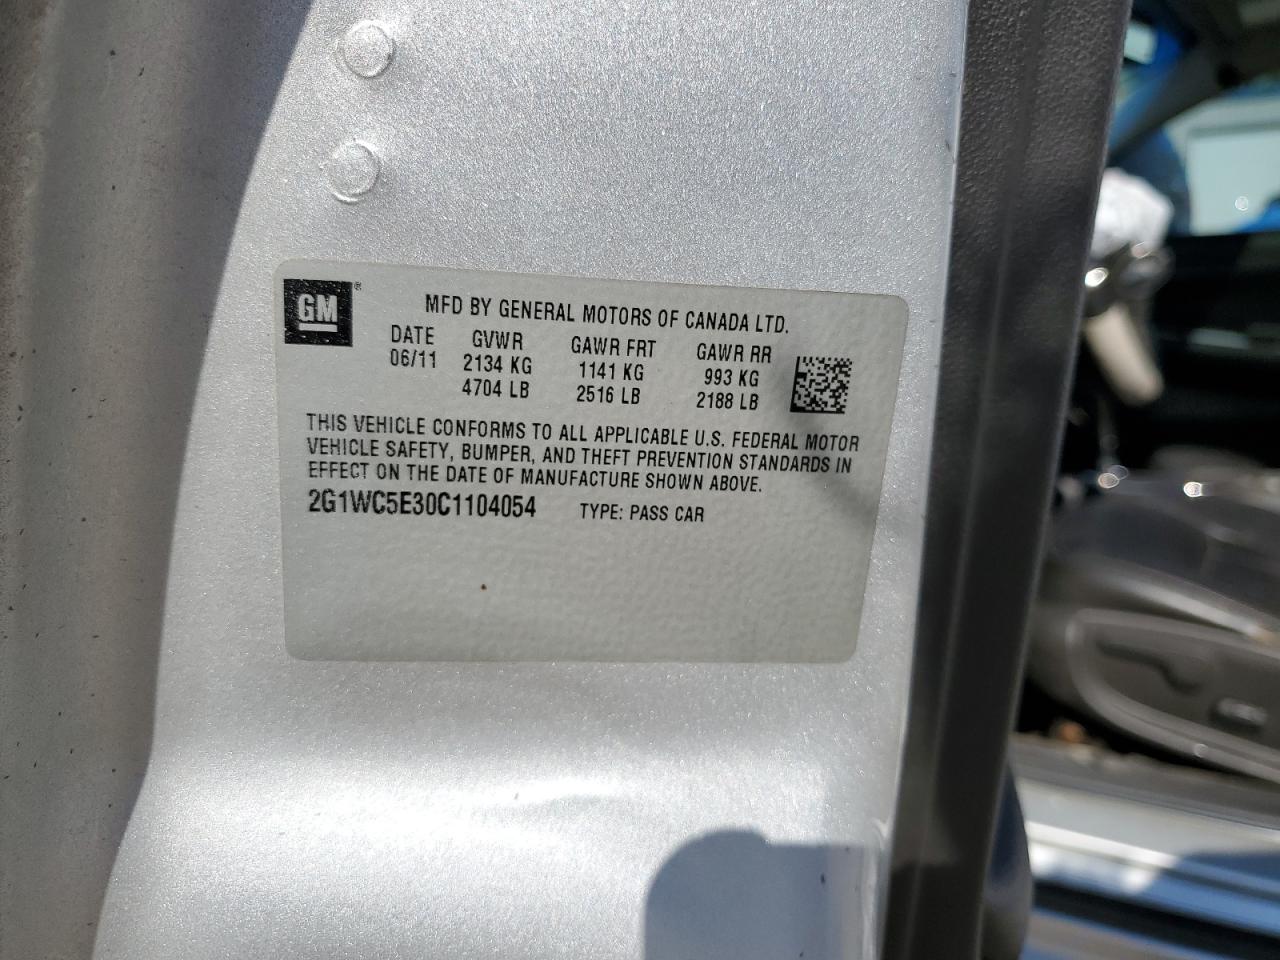 GM ®
MFD BY GENERAL MOTORS OF CANADA LTD.
DATE GVWR GAWR FRT GAWR RR
06/11 2134 KG 1141 KG 993 KG
4704 LB 2516 LB 2188 LB
THIS VEHICLE CONFORMS TO ALL APPLICABLE U.S. FEDERAL MOTOR
VEHICLE SAFETY, BUMPER, AND THEFT PREVENTION STANDARDS IN
EFFECT ON THE DATE OF MANUFACTURE SHOWN ABOVE.
2G1WC5E30C1104054 TYPE: PASS CAR